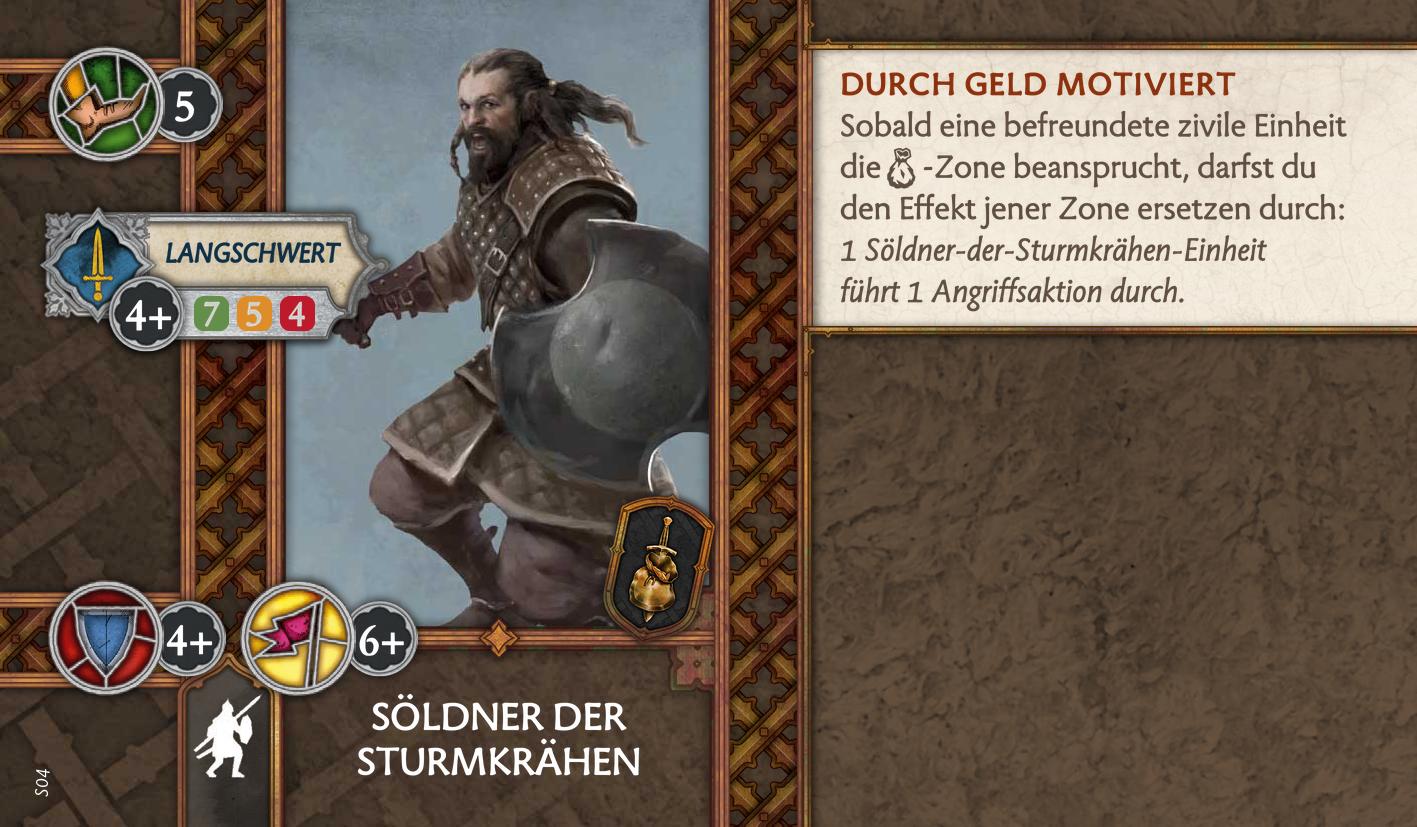 5
LANGSCHWERT
4+ 7 5 4
4+ 6+
SÖLDNER DER
STURMKRÄHEN
S04
DURCH GELD MOTIVIERT
Sobald eine befreundete zivile Einheit
die -Zone beansprucht, darfst du
den Effekt jener Zone ersetzen durch:
1 Söldner-der-Sturmkrähen-Einheit
führt 1 Angriffsaktion durch.